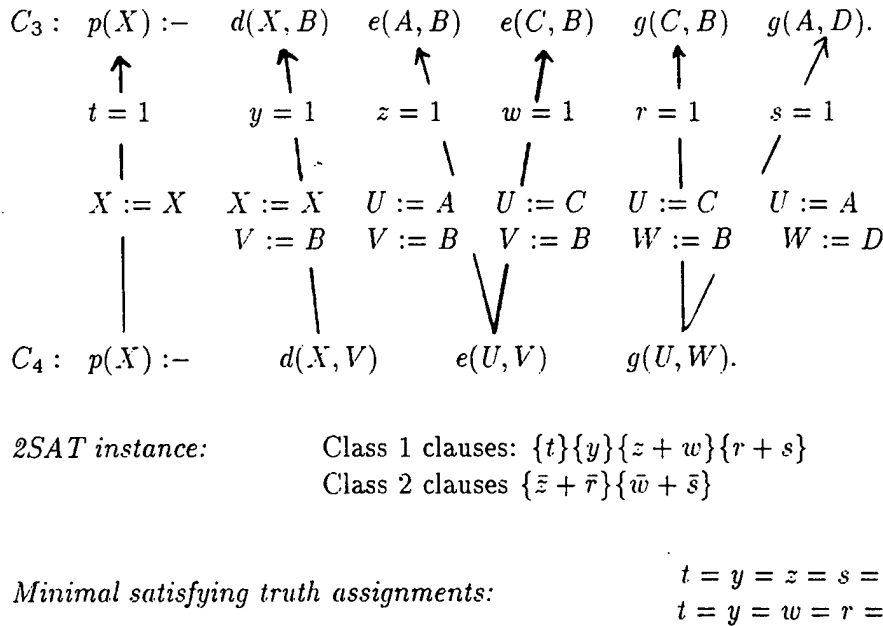 C₃ : p(X) :- d(X, B) e(A, B) e(C, B) g(C, B) g(A, D).
t = 1 y = 1 z = 1 w = 1 r = 1 s = 1
X := X X := X U := A U := C U := C U := A
V := B V := B V := B W := B W := D
C₄ : p(X) :- d(X, V) e(U, V) g(U, W).
2SAT instance: Class 1 clauses: {t}{y}{z + w}{r + s}
Class 2 clauses {z̄ + r̄}{w̄ + s̄}
t = y = z = s =
Minimal satisfying truth assignments:
t = y = w = r =